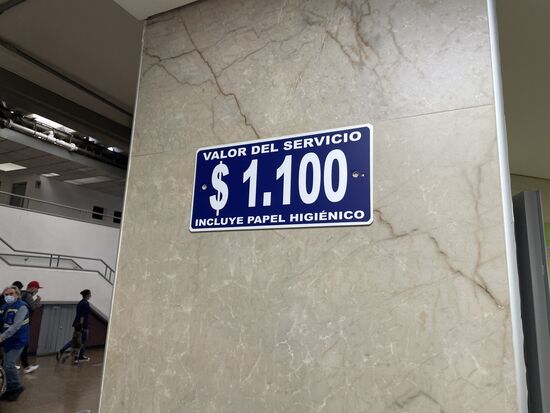 VALOR DEL SERVICIO
$ 1.100
INCLUYE PAPEL HIGIÉNICO